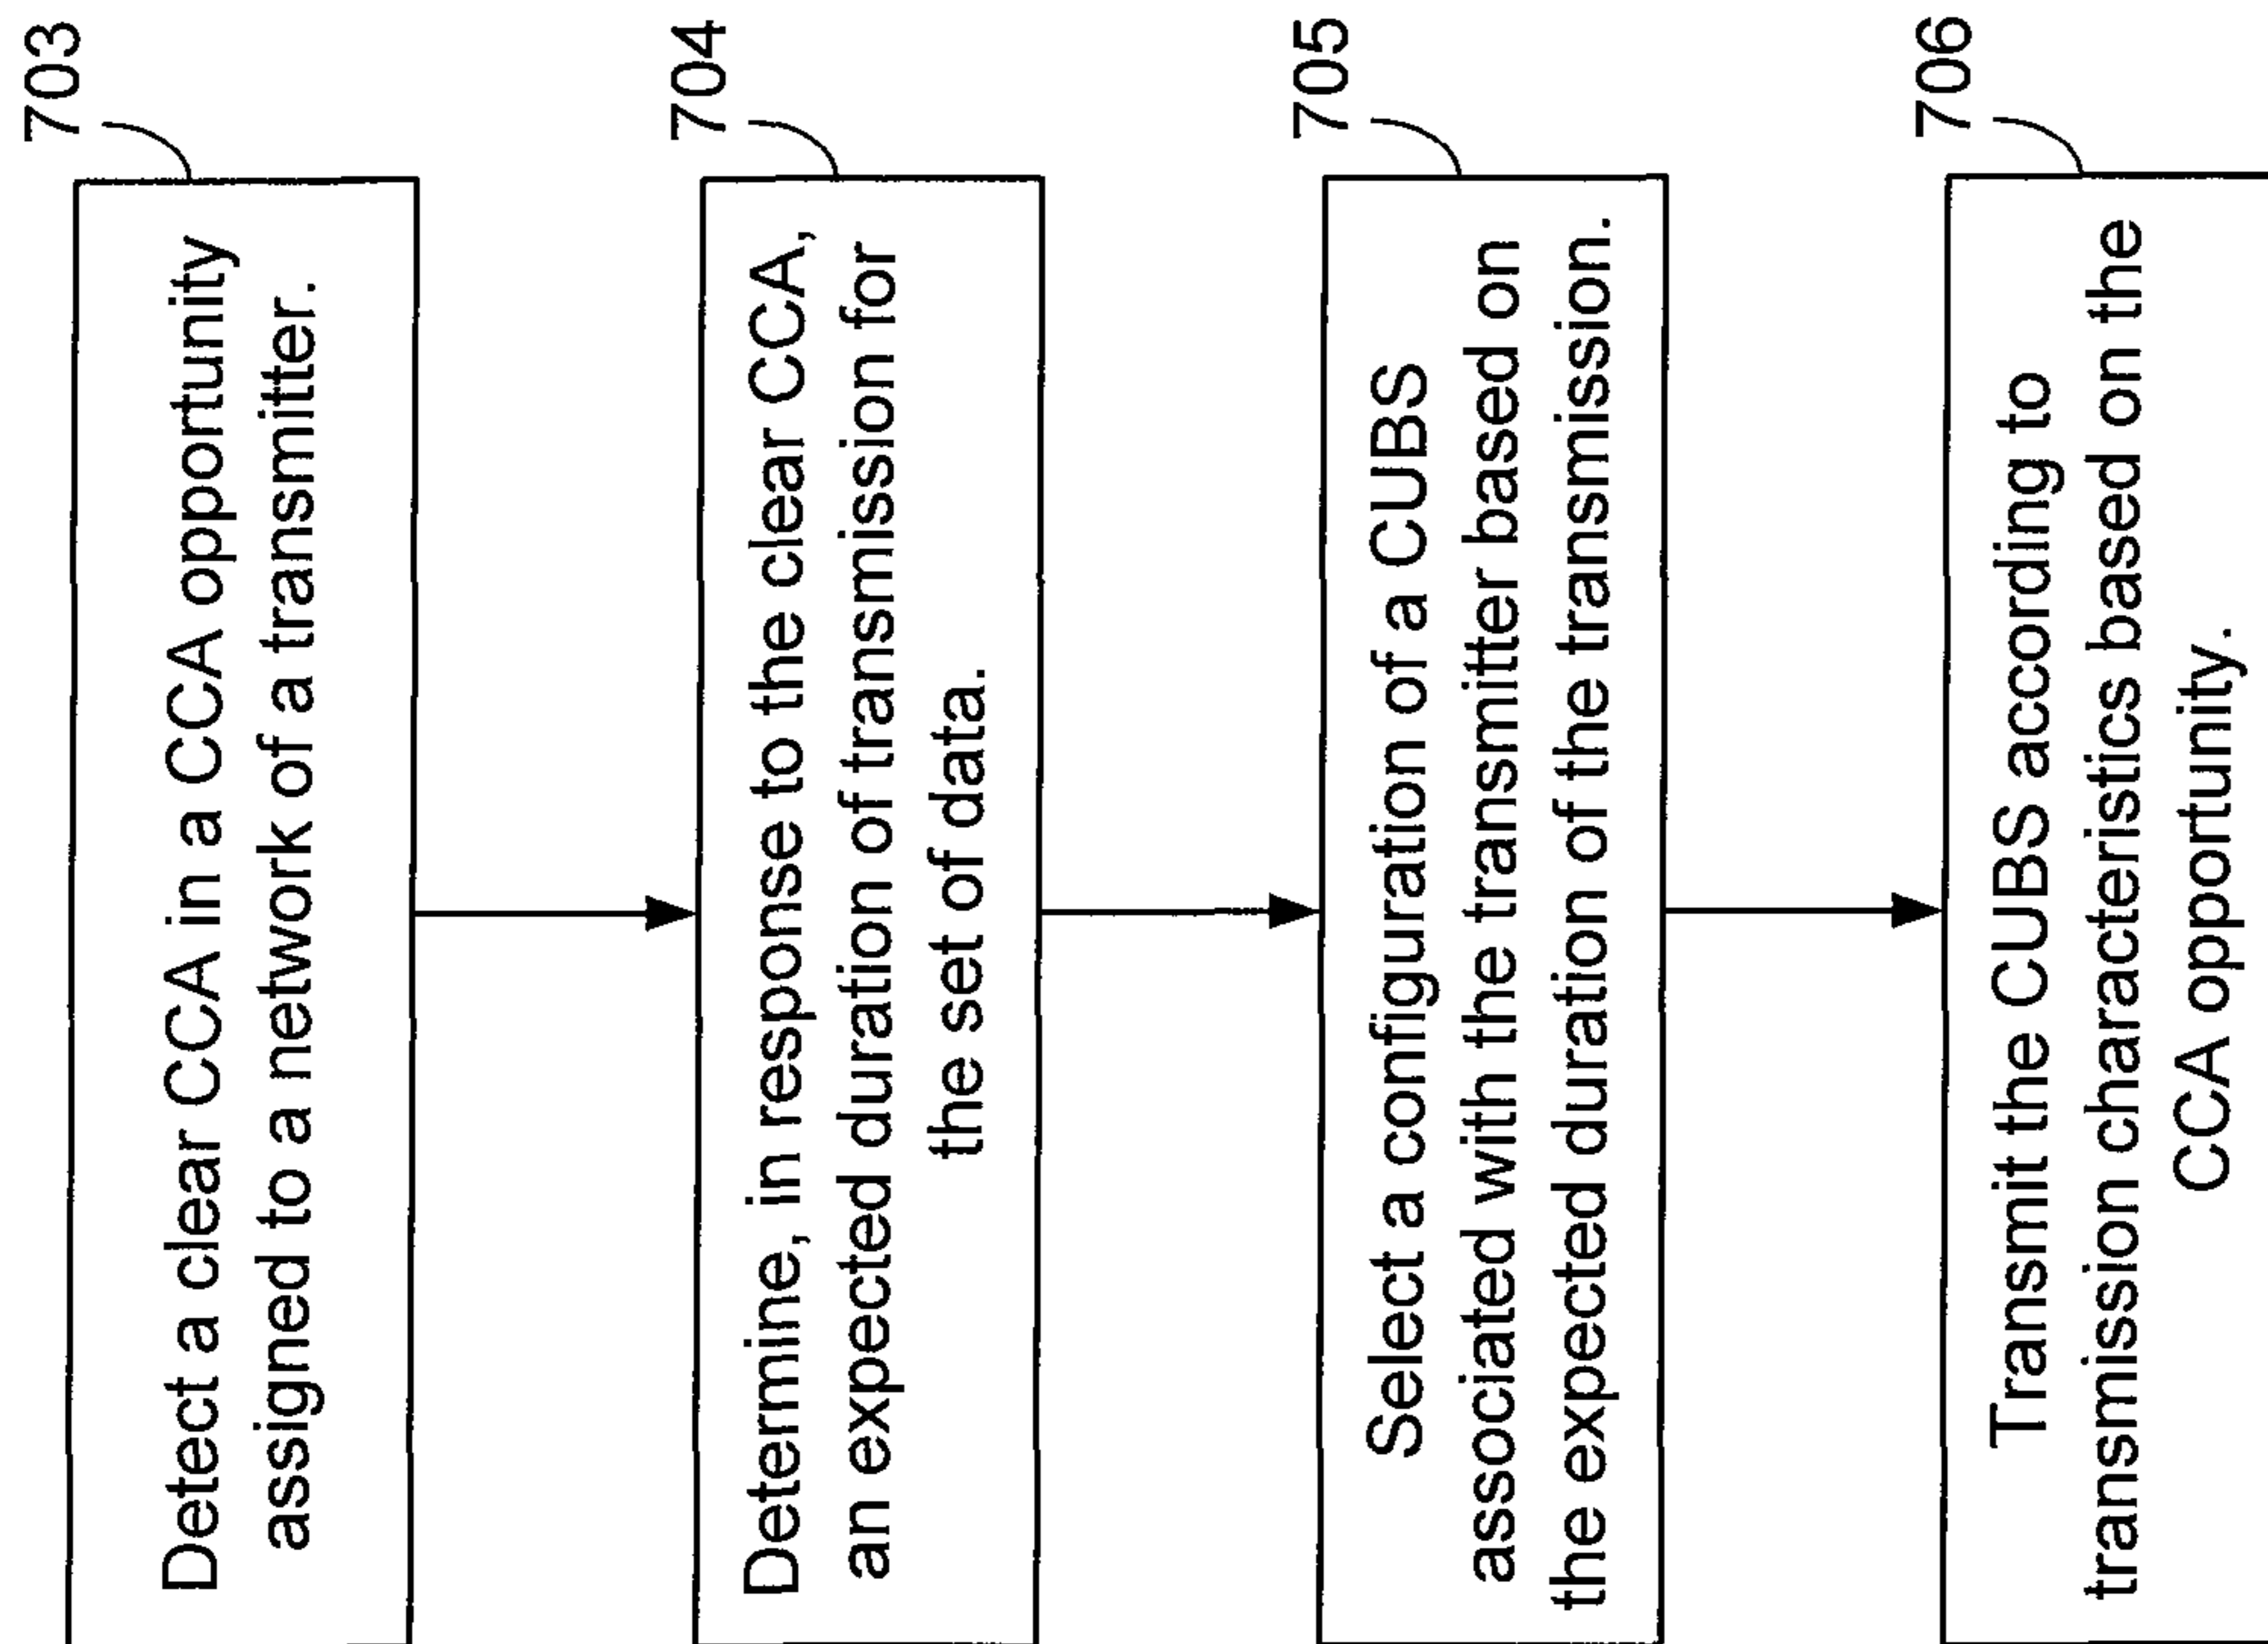 703
Detect a clear CCA in a CCA opportunity
assigned to a network of a transmitter.
704
Determine, in response to the clear CCA,
an expected duration of transmission for
the set of data.
705
Select a configuration of a CUBS
associated with the transmitter based on
the expected duration of the transmission.
706
Transmit the CUBS according to
transmission characteristics based on the
CCA opportunity.